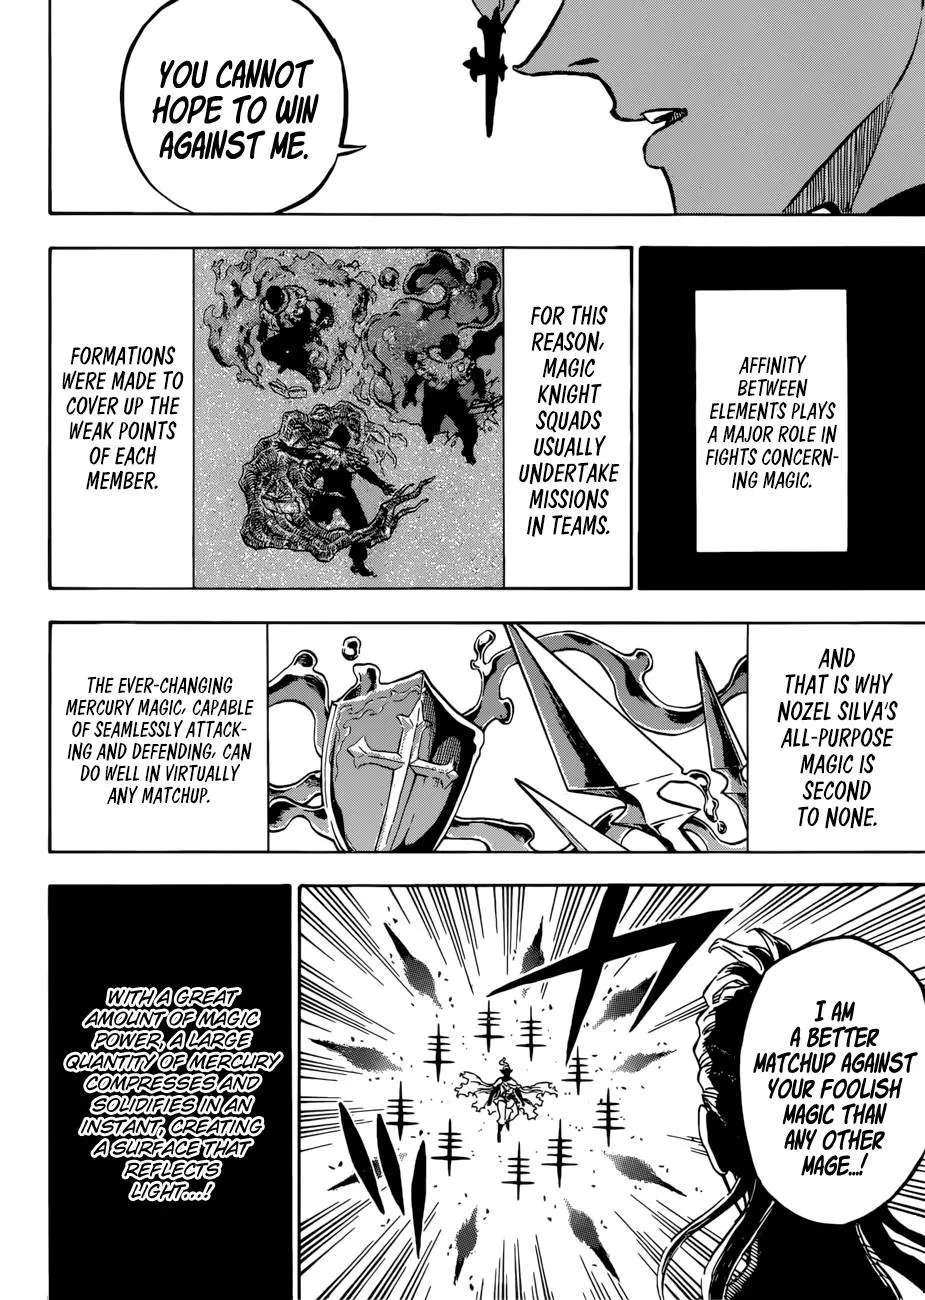 YOU CANNOT
HOPE TO WIN
AGAINST ME.
AFFINITY
BETWEEN
ELEMENTS PLAYS
A MAJOR ROLE IN
FIGHTS CONCERN-
ING MAGIC.
FOR THIS
REASON,
MAGIC
KNIGHT
SQUADS
USUALLY
UNDERTAKE
MISSIONS
IN TEAMS.
FORMATIONS
WERE MADE TO
COVER UP THE
WEAK POINTS
OF EACH
MEMBER.
AND
THAT IS WHY
NOZEL SILVA'S
ALL-PURPOSE
MAGIC IS
SECOND
TO NONE.
THE EVER-CHANGING
MERCURY MAGIC, CAPABLE
OF SEAMLESSLY ATTACK-
ING AND DEFENDING, CAN
DO WELL IN VIRTUALLY
ANY MATCHUP.
I AM
A BETTER
MATCHUP AGAINST
YOUR FOOLISH
MAGIC THAN
ANY OTHER
MAGE...!
WITH A GREAT
AMOUNT OF MAGIC
POWER, A LARGE
QUANTITY OF MERCURY
COMPRESSES AND
SOLIDIFIES IN AN
INSTANT, CREATING
A SURFACE THAT
REFLECTS
LIGHT...!